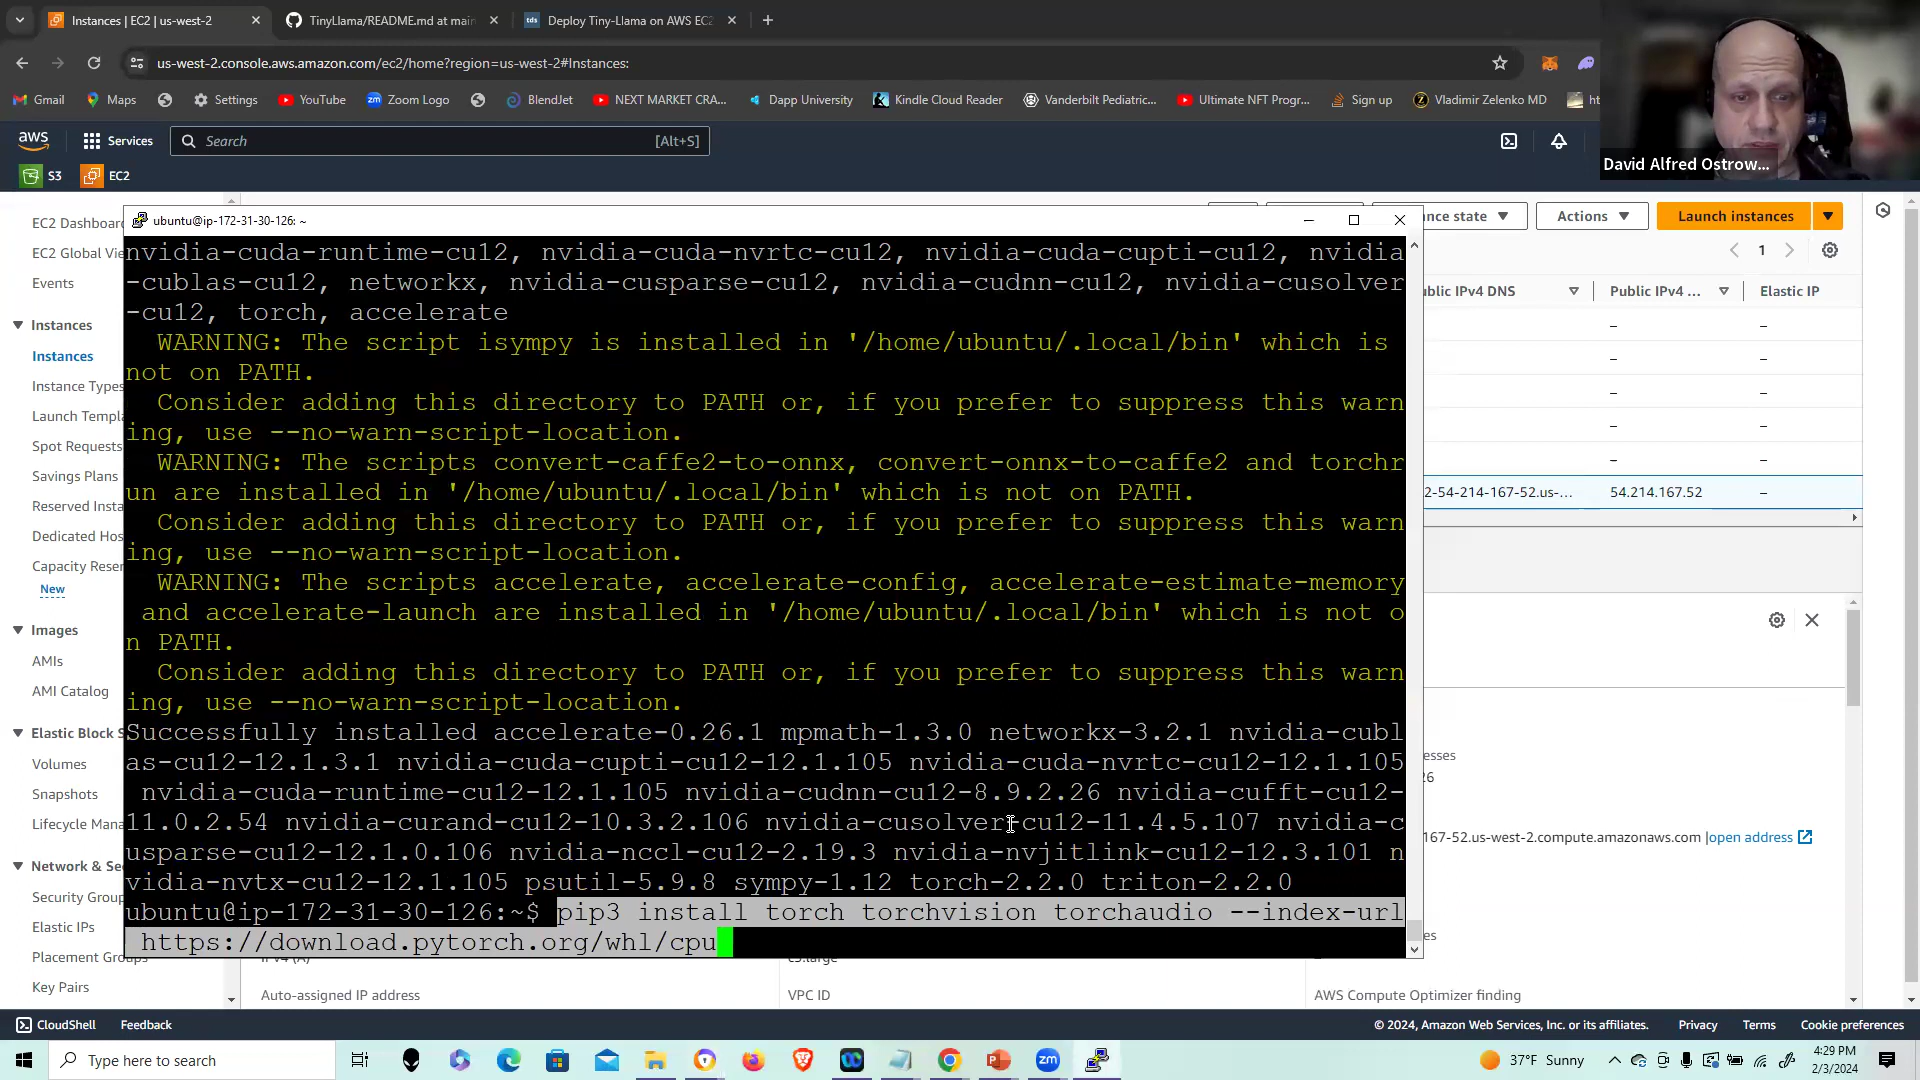 Instances | EC2 | us-west-2
TinyLlama/README.md at main
Deploy Tiny-Llama on AWS EC2
us-west-2.console.aws.amazon.com/ec2/home?region=us-west-2#Instances:
Gmail Maps Settings YouTube Zoom Logo BlendJet NEXT MARKET CRA... Dapp University Kindle Cloud Reader Vanderbilt Pediatric... Ultimate NFT Progr... Sign up Vladimir Zelenko MD ht
aws Services Search [Alt+S]
David Alfred Ostrow...
S3 EC2
EC2 Dashboar
EC2 Global Vie
Events
Instances
Instances
Instance Types
Launch Templa
Spot Requests
Savings Plans
Reserved Insta
Dedicated Hos
Capacity Reser
New
Images
AMIs
AMI Catalog
Elastic Block S
Volumes
Snapshots
Lifecycle Mana
Network & Sec
Security Group
Elastic IPs
Placement Gro
Key Pairs
ubuntu@ip-172-31-30-126: ~
nvidia-cuda-runtime-cu12, nvidia-cuda-nvrtc-cu12, nvidia-cuda-cupti-cu12, nvidia
-cublas-cu12, networkx, nvidia-cusparse-cu12, nvidia-cudnn-cu12, nvidia-cusolver
-cu12, torch, accelerate
WARNING: The script isympy is installed in '/home/ubuntu/.local/bin' which is
not on PATH.
Consider adding this directory to PATH or, if you prefer to suppress this warn
ing, use --no-warn-script-location.
WARNING: The scripts convert-caffe2-to-onnx, convert-onnx-to-caffe2 and torchr
un are installed in '/home/ubuntu/.local/bin' which is not on PATH.
Consider adding this directory to PATH or, if you prefer to suppress this warn
ing, use --no-warn-script-location.
WARNING: The scripts accelerate, accelerate-config, accelerate-estimate-memory
and accelerate-launch are installed in '/home/ubuntu/.local/bin' which is not o
n PATH.
Consider adding this directory to PATH or, if you prefer to suppress this warn
ing, use --no-warn-script-location.
Successfully installed accelerate-0.26.1 mpmath-1.3.0 networkx-3.2.1 nvidia-cubl
as-cu12-12.1.3.1 nvidia-cuda-cupti-cu12-12.1.105 nvidia-cuda-nvrtc-cu12-12.1.105
nvidia-cuda-runtime-cu12-12.1.105 nvidia-cudnn-cu12-8.9.2.26 nvidia-cufft-cu12-
11.0.2.54 nvidia-curand-cu12-10.3.2.106 nvidia-cusolver-cu12-11.4.5.107 nvidia-c
usparse-cu12-12.1.0.106 nvidia-nccl-cu12-2.19.3 nvidia-nvjitlink-cu12-12.3.101 n
vidia-nvtx-cu12-12.1.105 psutil-5.9.8 sympy-1.12 torch-2.2.0 triton-2.2.0
ubuntu@ip-172-31-30-126:~$ pip3 install torch torchvision torchaudio --index-url
https://download.pytorch.org/whl/cpu
nce state Actions Launch instances
1
ublic IPv4 DNS Public IPv4 ... Elastic IP
– –
– –
– –
– –
– –
2-54-214-167-52.us-... 54.214.167.52 –
esses
26
167-52.us-west-2.compute.amazonaws.com |open address
es
Auto-assigned IP address VPC ID AWS Compute Optimizer finding
CloudShell Feedback © 2024, Amazon Web Services, Inc. or its affiliates. Privacy Terms Cookie preferences
Type here to search
37°F Sunny
4:29 PM
2/3/2024